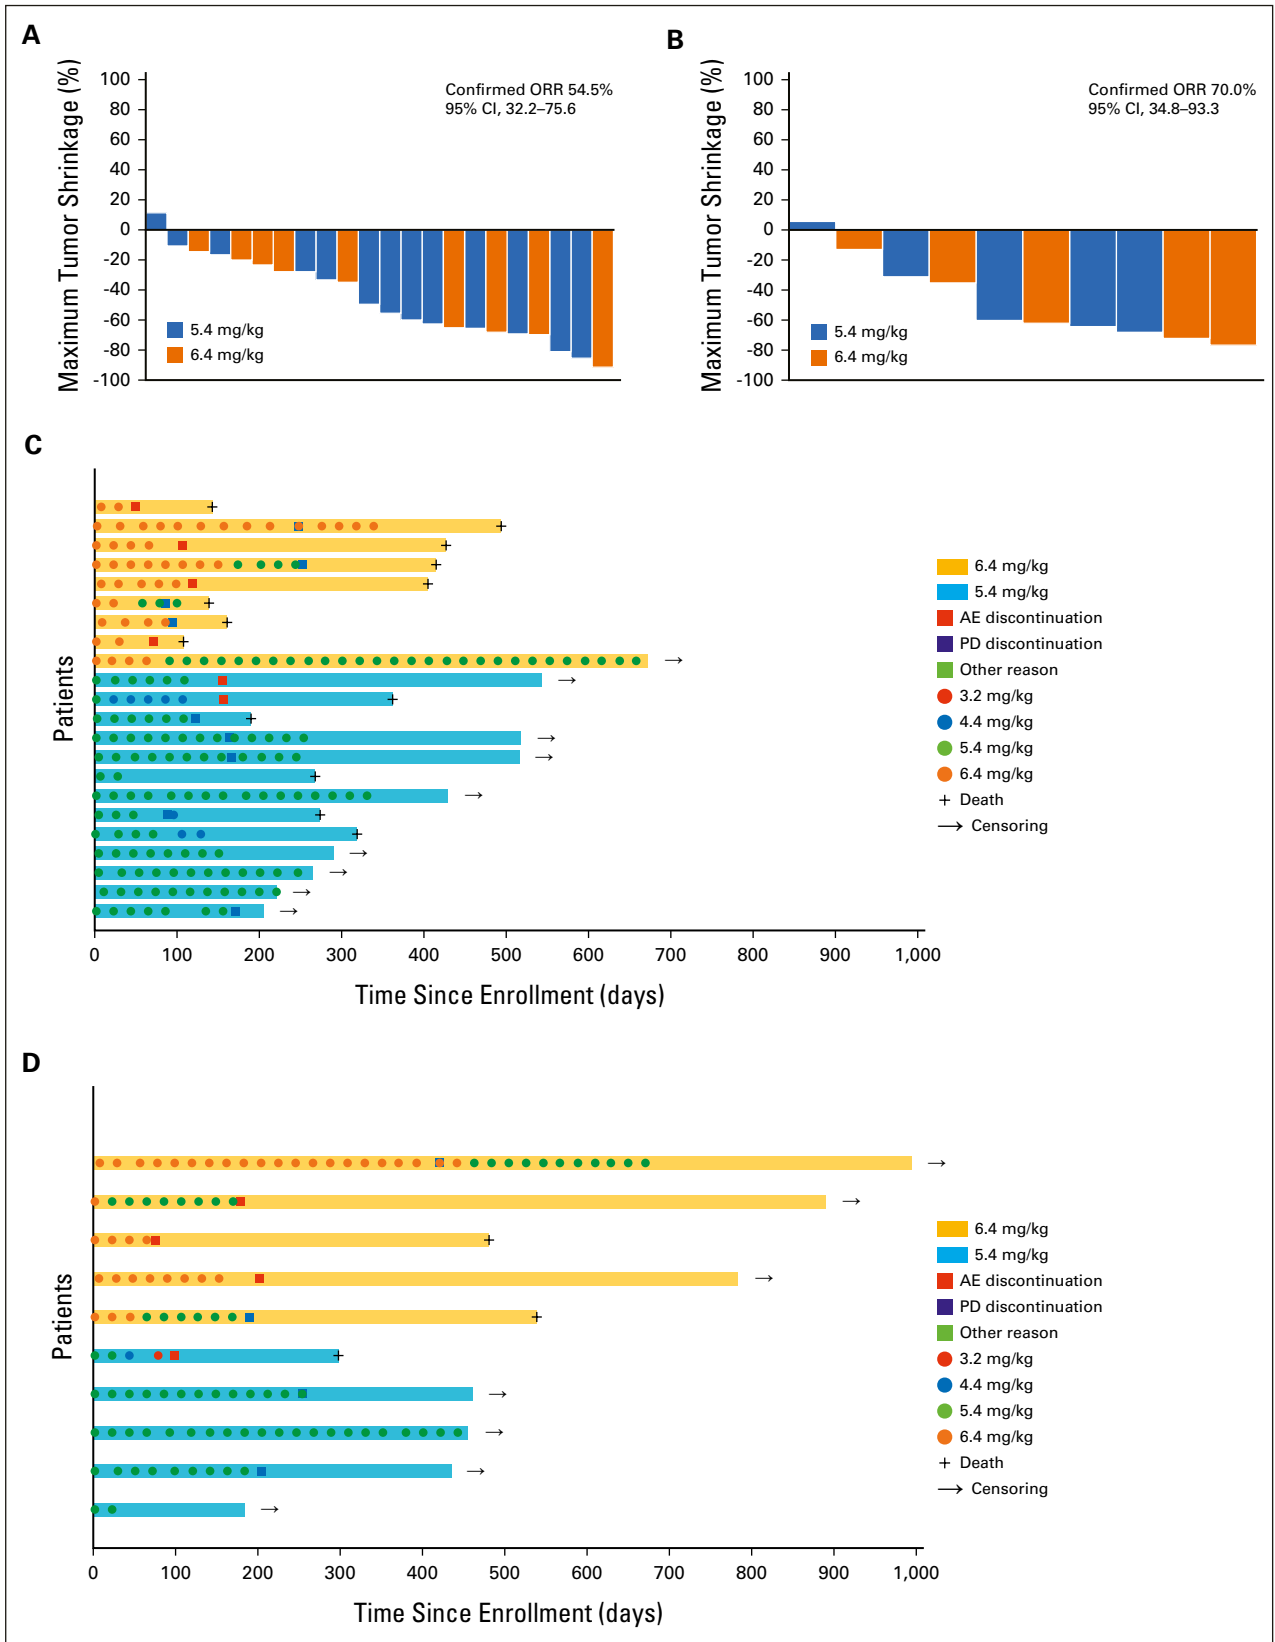 A
Maximum Tumor Shrinkage (%)
100
80
60
40
20
0
-20
-40
-60
-80
-100
Confirmed ORR 54.5%
95% CI, 32.2–75.6
5.4 mg/kg
6.4 mg/kg
B
Maximum Tumor Shrinkage (%)
100
80
60
40
20
0
-20
-40
-60
-80
-100
Confirmed ORR 70.0%
95% CI, 34.8–93.3
5.4 mg/kg
6.4 mg/kg
C
Patients
0 100 200 300 400 500 600 700 800 900 1,000
Time Since Enrollment (days)
6.4 mg/kg
5.4 mg/kg
AE discontinuation
PD discontinuation
Other reason
3.2 mg/kg
4.4 mg/kg
5.4 mg/kg
6.4 mg/kg
+ Death
→ Censoring
D
Patients
0 100 200 300 400 500 600 700 800 900 1,000
Time Since Enrollment (days)
6.4 mg/kg
5.4 mg/kg
AE discontinuation
PD discontinuation
Other reason
3.2 mg/kg
4.4 mg/kg
5.4 mg/kg
6.4 mg/kg
+ Death
→ Censoring